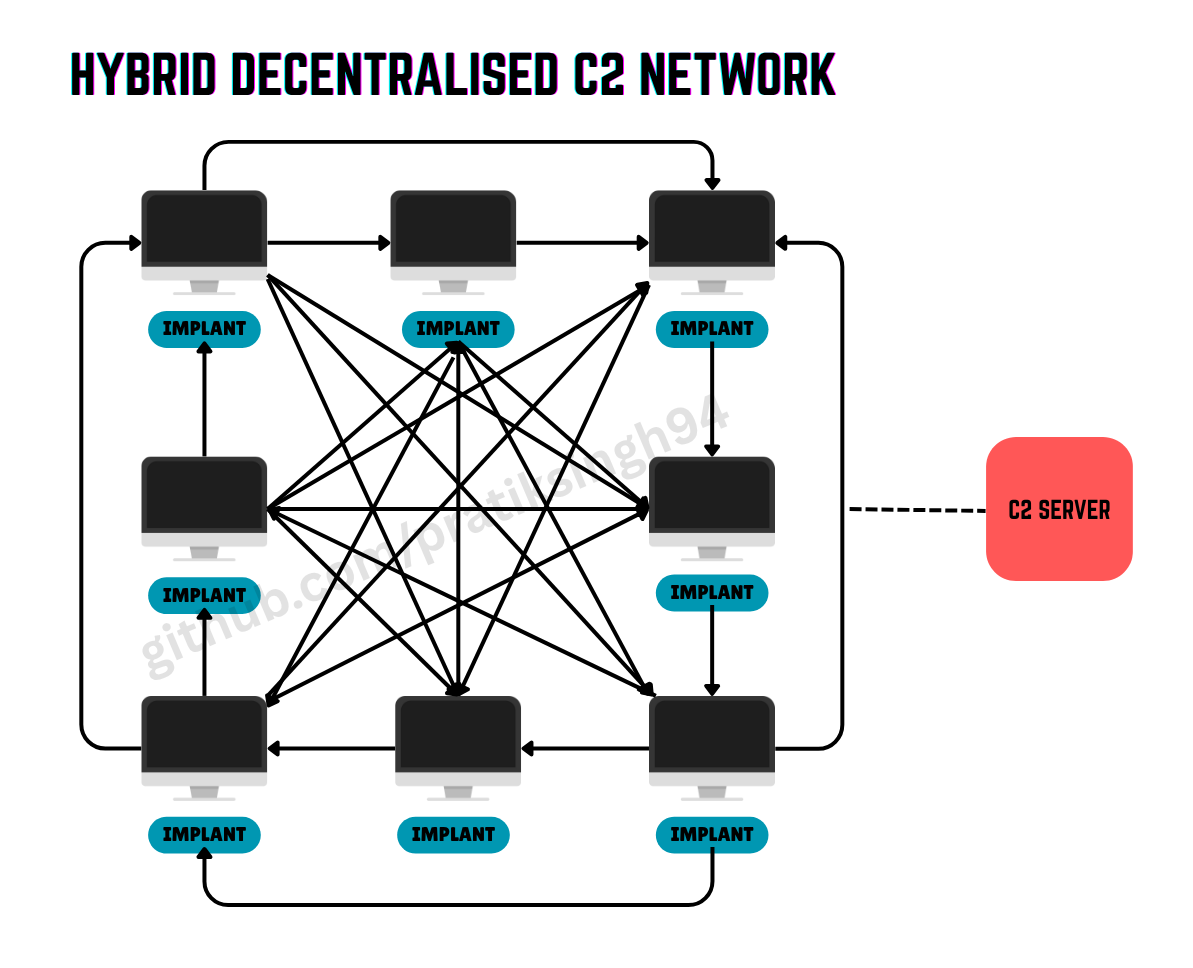 HYBRID DECENTRALISED C2 NETWORK
IMPLANT
IMPLANT
IMPLANT
github.com/pratiksingh94
C2 SERVER
IMPLANT
IMPLANT
IMPLANT
IMPLANT
IMPLANT